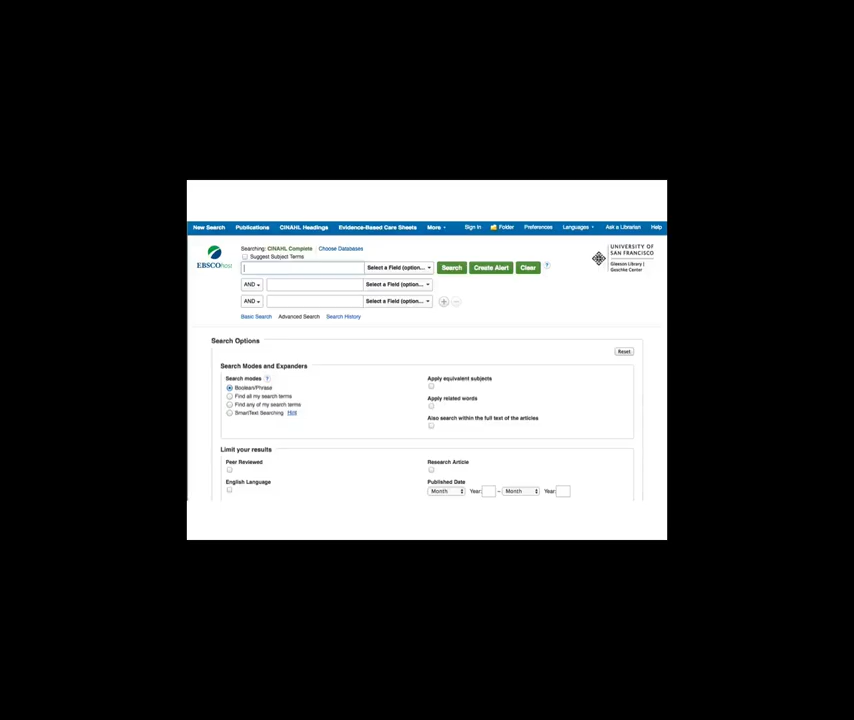 New Search Publications CINAHL Headings Evidence-Based Care Sheets More Sign In Folder Preferences Languages Ask a Librarian Help
Searching: CINAHL Complete Choose Databases
Suggest Subject Terms
EBSCOhost
Select a Field (option... Search Create Alert Clear ?
UNIVERSITY OF
SAN FRANCISCO
Gleeson Library |
Geschke Center
AND Select a Field (option...
AND Select a Field (option...
Basic Search Advanced Search Search History
Search Options
Reset
Search Modes and Expanders
Search modes ?
Boolean/Phrase
Find all my search terms
Find any of my search terms
SmartText Searching Hint
Apply equivalent subjects
Apply related words
Also search within the full text of the articles
Limit your results
Peer Reviewed
English Language
Research Article
Published Date
Month Year: – Month Year: